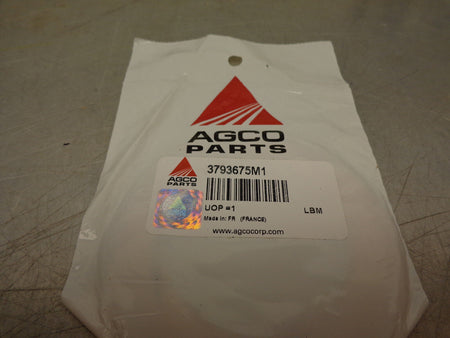 AGCO
PARTS
3793675M1
AGCO
PARTS
UOP =1
LBM
Made in: FR (FRANCE)
www.agcocorp.com